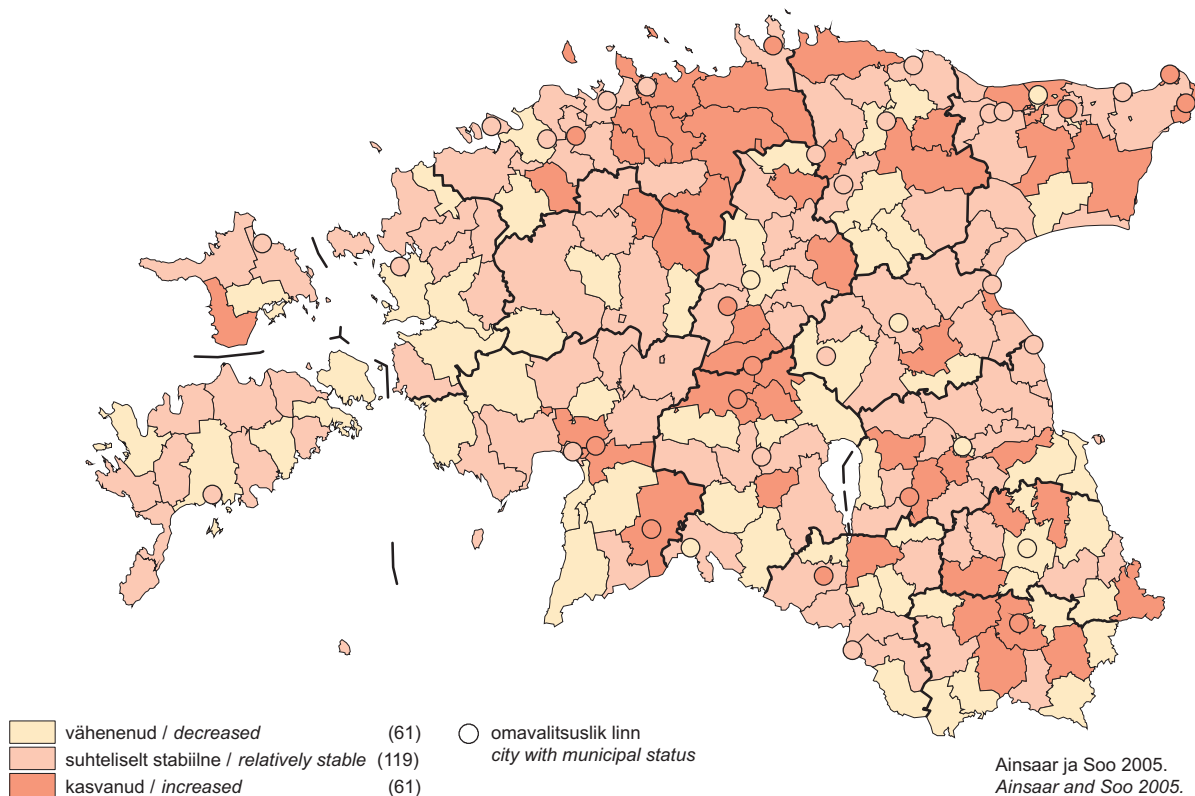 vähenenud / decreased (61)
suhteliselt stabiilne / relatively stable (119)
kasvanud / increased (61)
omavalitsuslik linn
city with municipal status
Ainsaar ja Soo 2005.
Ainsaar and Soo 2005.